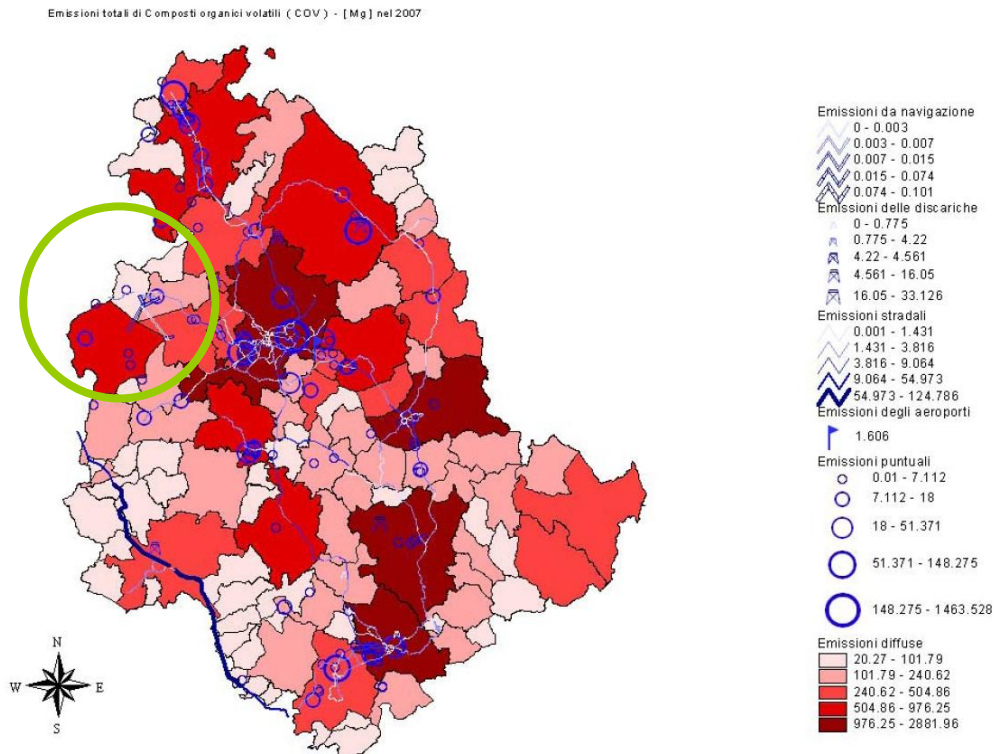 Emissioni totali di Composti organici volatili ( COV ) - [ Mg ] nel 2007
Emissioni da navigazione
0 - 0.003
0.003 - 0.007
0.007 - 0.015
0.015 - 0.074
0.074 - 0.101
Emissioni delle discariche
0 - 0.775
0.775 - 4.22
4.22 - 4.561
4.561 - 16.05
16.05 - 33.126
Emissioni stradali
0.001 - 1.431
1.431 - 3.816
3.816 - 9.064
9.064 - 54.973
54.973 - 124.786
Emissioni degli aeroporti
1.606
Emissioni puntuali
0.01 - 7.112
7.112 - 18
18 - 51.371
51.371 - 148.275
148.275 - 1463.528
Emissioni diffuse
20.27 - 101.79
101.79 - 240.62
240.62 - 504.86
504.86 - 976.25
976.25 - 2881.96
N
W E
S